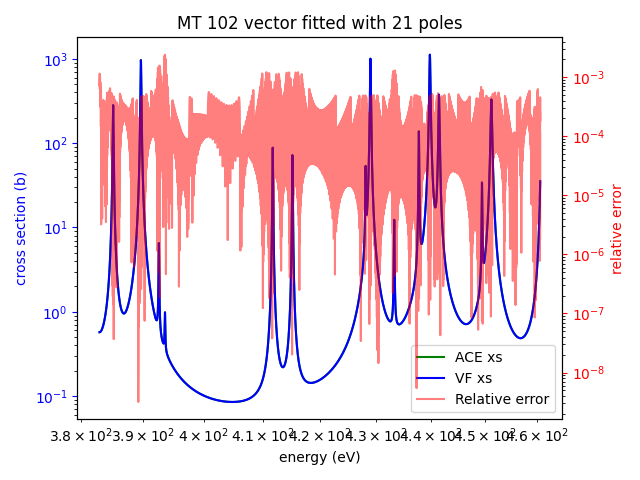 MT 102 vector fitted with 21 poles
cross section (b)
10³
10²
10¹
10⁰
10⁻¹
10⁻³
10⁻⁴
10⁻⁵
10⁻⁶
10⁻⁷
10⁻⁸
relative error
ACE xs
VF xs
Relative error
3.8 × 10² 3.9 × 10² 4 × 10² 4.1 × 10² 4.2 × 10² 4.3 × 10² 4.4 × 10² 4.5 × 10² 4.6 × 10²
energy (eV)